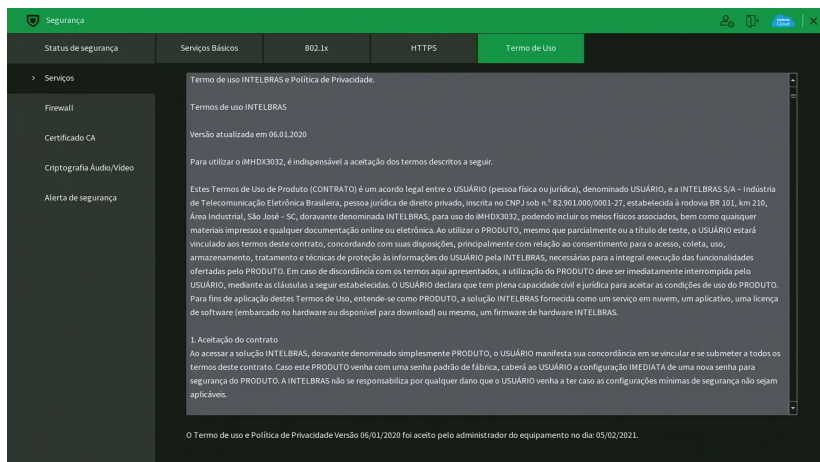 Segurança
intelbras
Cloud
Status de segurança
Serviços Básicos
802.1x
HTTPS
Termo de Uso
> Serviços
Firewall
Certificado CA
Criptografia Áudio/Vídeo
Alerta de segurança
Termo de uso INTELBRAS e Política de Privacidade.
Termos de uso INTELBRAS
Versão atualizada em 06.01.2020
Para utilizar o iMHDX3032, é indispensável a aceitação dos termos descritos a seguir.
Estes Termos de Uso de Produto (CONTRATO) é um acordo legal entre o USUÁRIO (pessoa física ou jurídica), denominado USUÁRIO, e a INTELBRAS S/A – Indústria
de Telecomunicação Eletrônica Brasileira, pessoa jurídica de direito privado, inscrita no CNPJ sob n.º 82.901.000/0001-27, estabelecida à rodovia BR 101, km 210,
Área Industrial, São José – SC, doravante denominada INTELBRAS, para uso do iMHDX3032, podendo incluir os meios físicos associados, bem como quaisquer
materiais impressos e qualquer documentação online ou eletrônica. Ao utilizar o PRODUTO, mesmo que parcialmente ou a título de teste, o USUÁRIO estará
vinculado aos termos deste contrato, concordando com suas disposições, principalmente com relação ao consentimento para o acesso, coleta, uso,
armazenamento, tratamento e técnicas de proteção às informações do USUÁRIO pela INTELBRAS, necessárias para a integral execução das funcionalidades
ofertadas pelo PRODUTO. Em caso de discordância com os termos aqui apresentados, a utilização do PRODUTO deve ser imediatamente interrompida pelo
USUÁRIO, mediante as cláusulas a seguir estabelecidas. O USUÁRIO declara que tem plena capacidade civil e jurídica para aceitar as condições de uso do PRODUTO.
Para fins de aplicação destes Termos de Uso, entende-se como PRODUTO, a solução INTELBRAS fornecida como um serviço em nuvem, um aplicativo, uma licença
de software (embarcado no hardware ou disponível para download) ou mesmo, um firmware de hardware INTELBRAS.
1. Aceitação do contrato
Ao acessar a solução INTELBRAS, doravante denominado simplesmente PRODUTO, o USUÁRIO manifesta sua concordância em se vincular e se submeter a todos os
termos deste contrato. Caso este PRODUTO venha com uma senha padrão de fábrica, caberá ao USUÁRIO a configuração IMEDIATA de uma nova senha para
segurança do PRODUTO. A INTELBRAS não se responsabiliza por qualquer dano que o USUÁRIO venha a ter caso as configurações mínimas de segurança não sejam
aplicáveis.
O Termo de uso e Política de Privacidade Versão 06/01/2020 foi aceito pelo administrador do equipamento no dia: 05/02/2021.